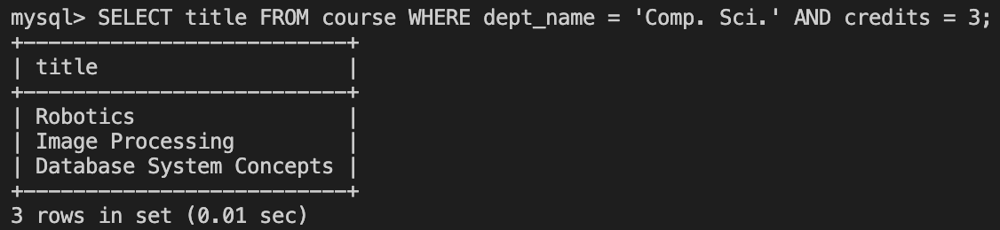 mysql> SELECT title FROM course WHERE dept_name = 'Comp. Sci.' AND credits = 3;
+--------------------------+
| title                    |
+--------------------------+
| Robotics                 |
| Image Processing         |
| Database System Concepts |
+--------------------------+
3 rows in set (0.01 sec)